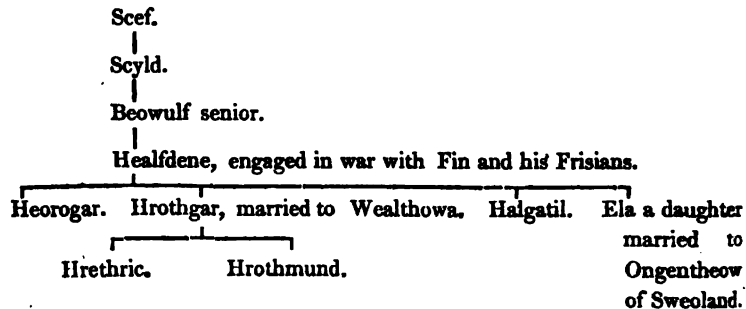 Scef.
Scyld.
Beowulf senior.
Healfdene, engaged in war with Fin and his Frisians.
Heorogar. Hrothgar, married to Wealthowa. Halgatil. Ela a daughter
married to
Hrethric. Hrothmund. Ongentheow
of Sweoland.